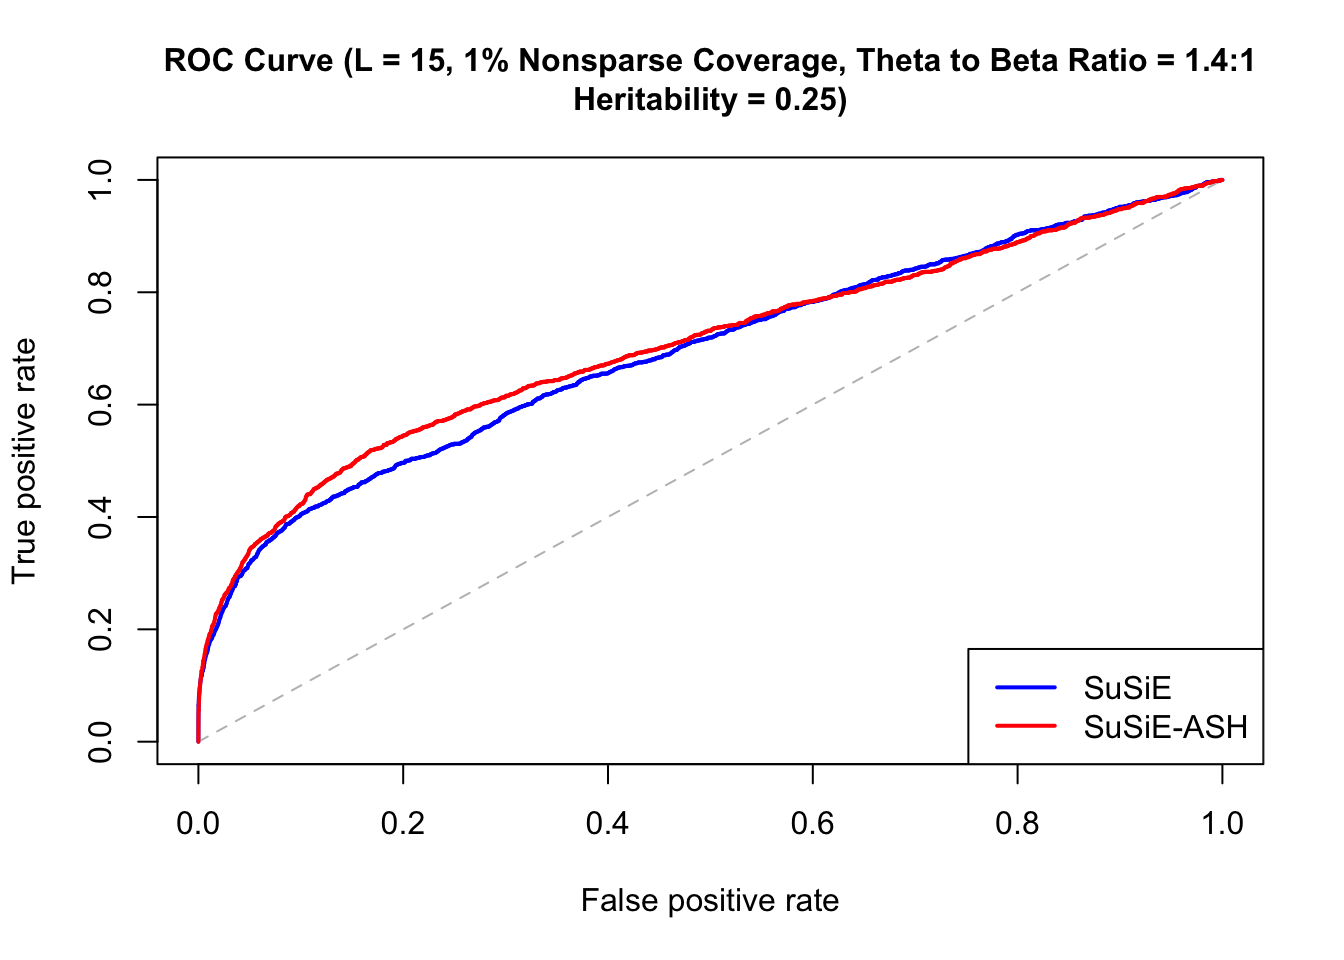 ROC Curve (L = 15, 1% Nonsparse Coverage, Theta to Beta Ratio = 1.4:1
Heritability = 0.25)
True positive rate
1.0
0.8
0.6
0.4
0.2
0.0
SuSiE
SuSiE-ASH
0.0 0.2 0.4 0.6 0.8 1.0
False positive rate